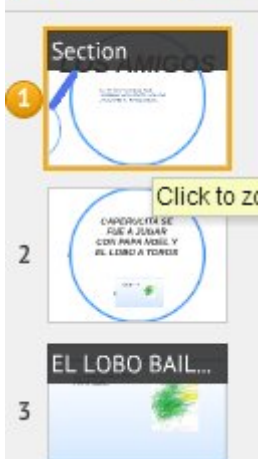 Section
LOS AMIGOS
1
Click to zo
2
CAPERUCITA SE
FUE A JUGAR
CON PAPA NOEL Y
EL LOBO A TOROS
EL LOBO BAIL...
3